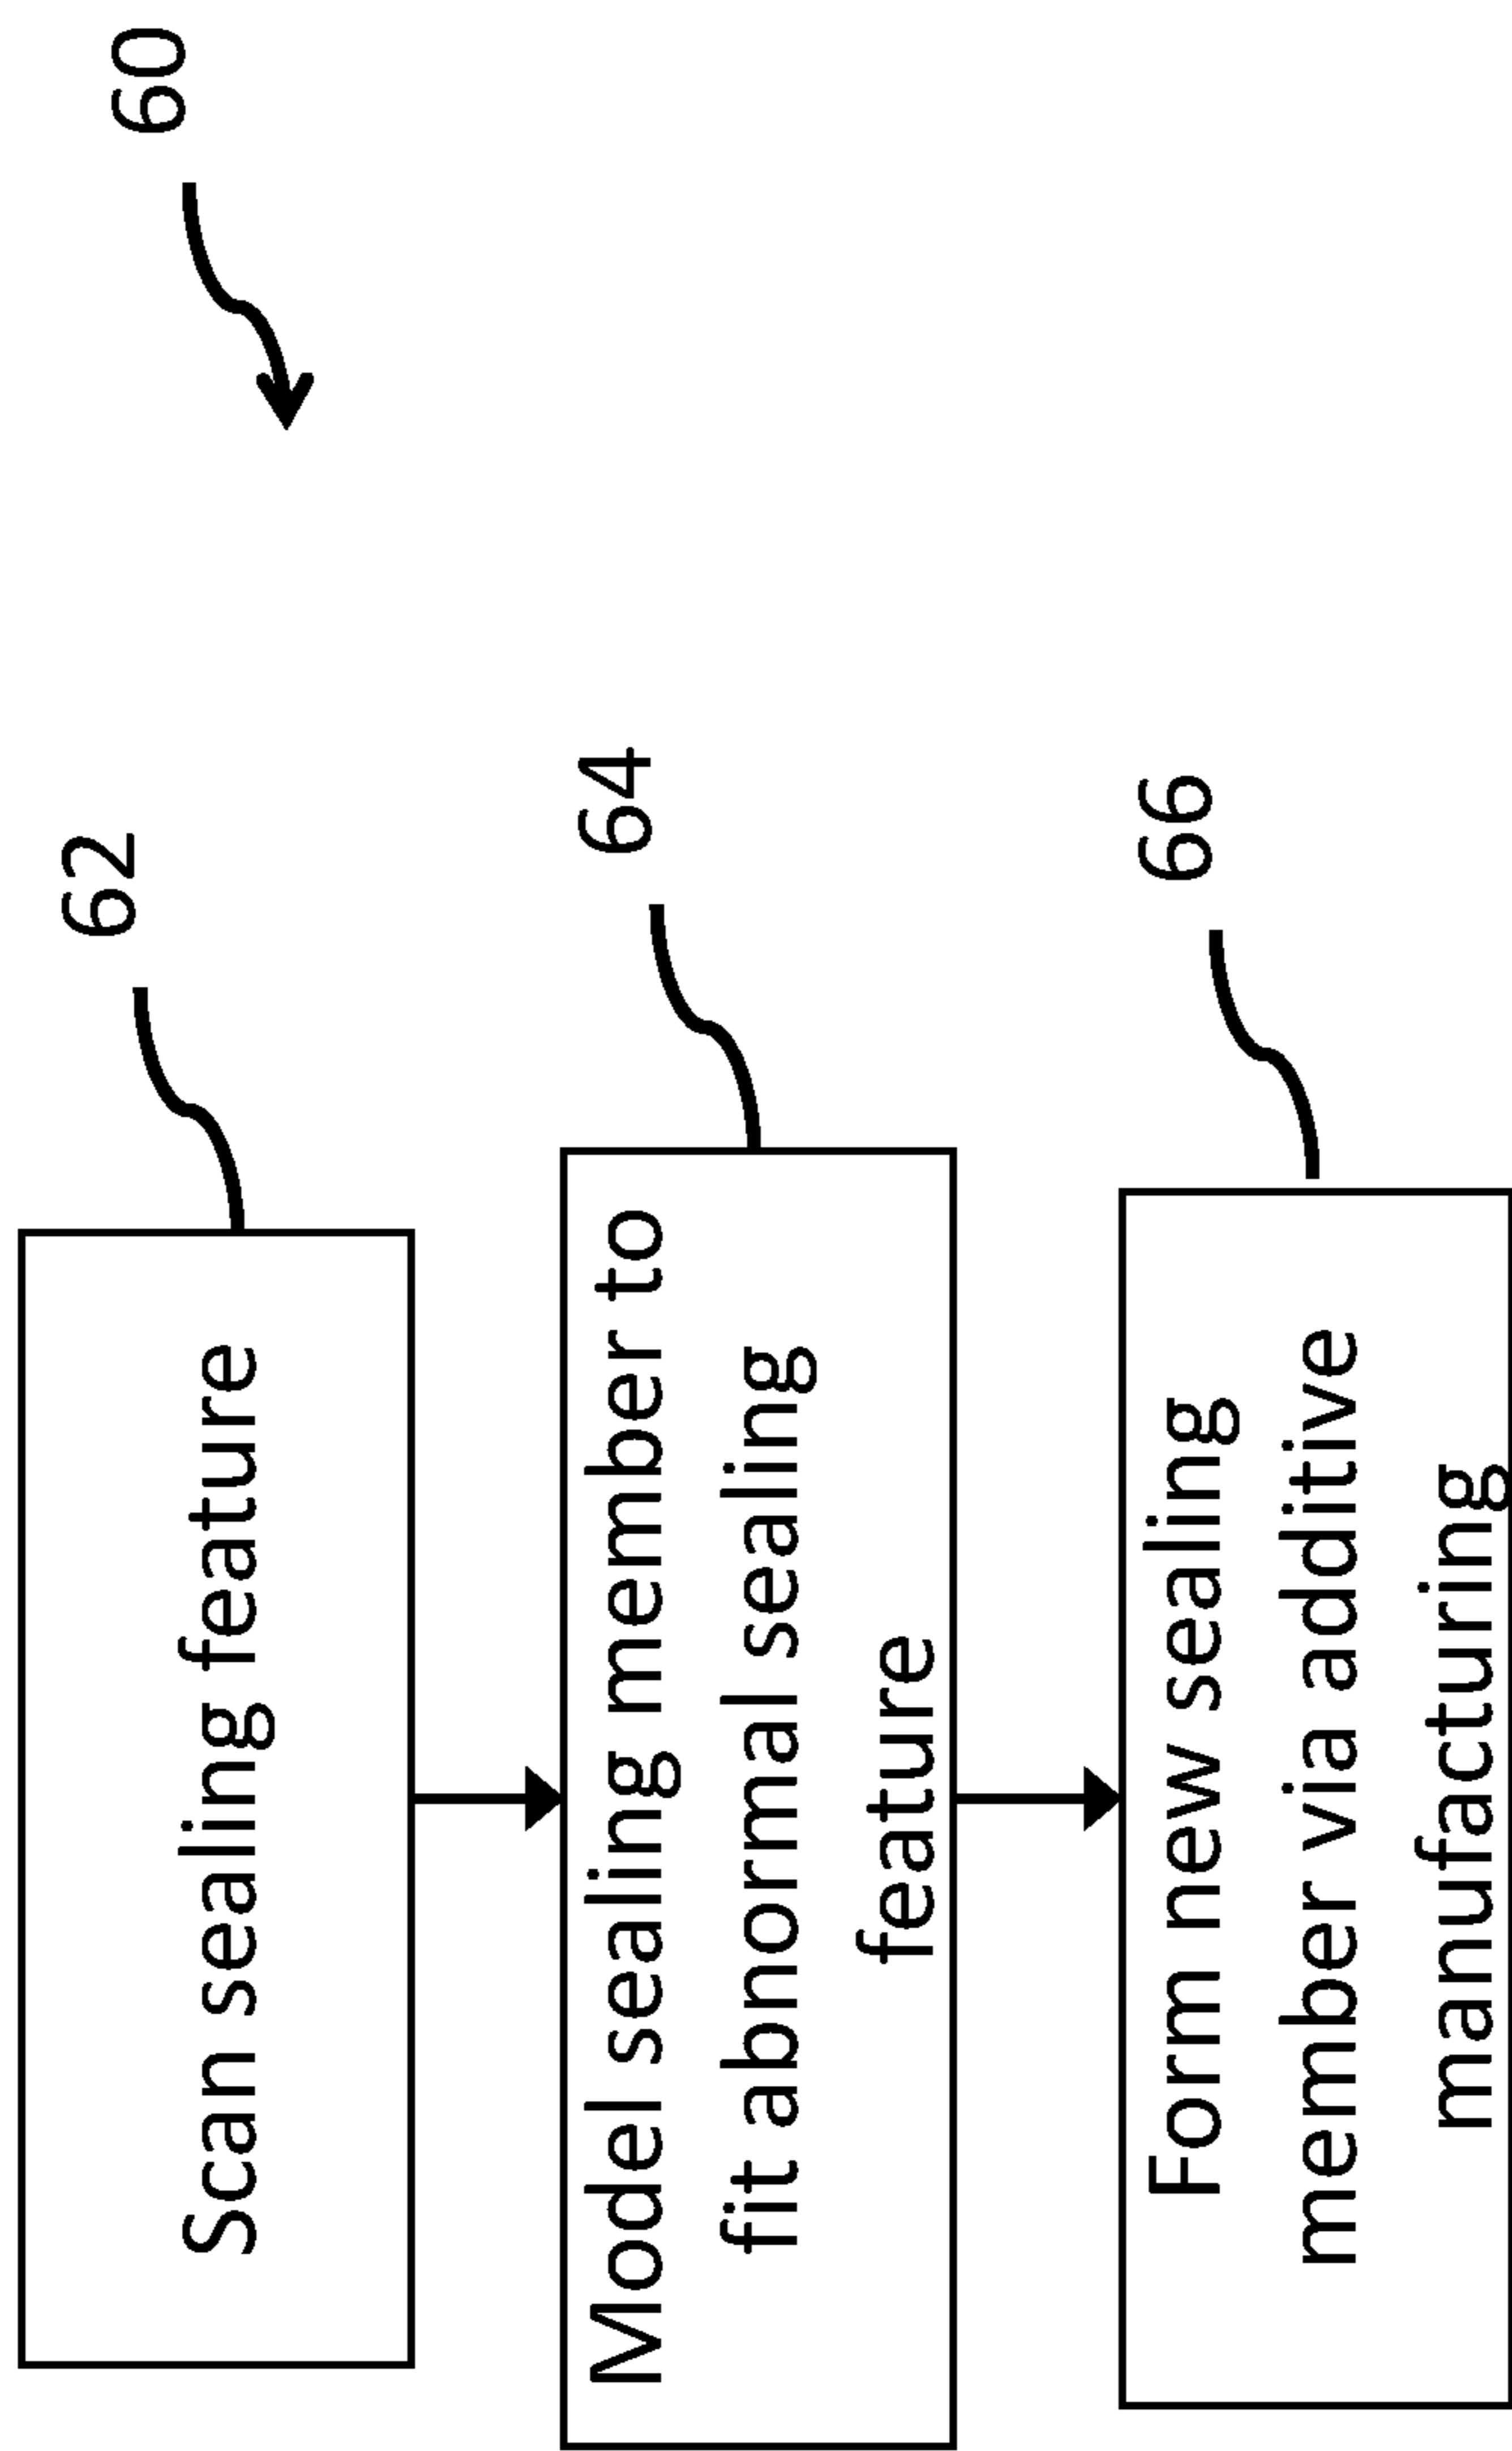 60
62
Scan sealing feature
64
Model sealing member to
fit abnormal sealing
feature
66
Form new sealing
member via additive
manufacturing